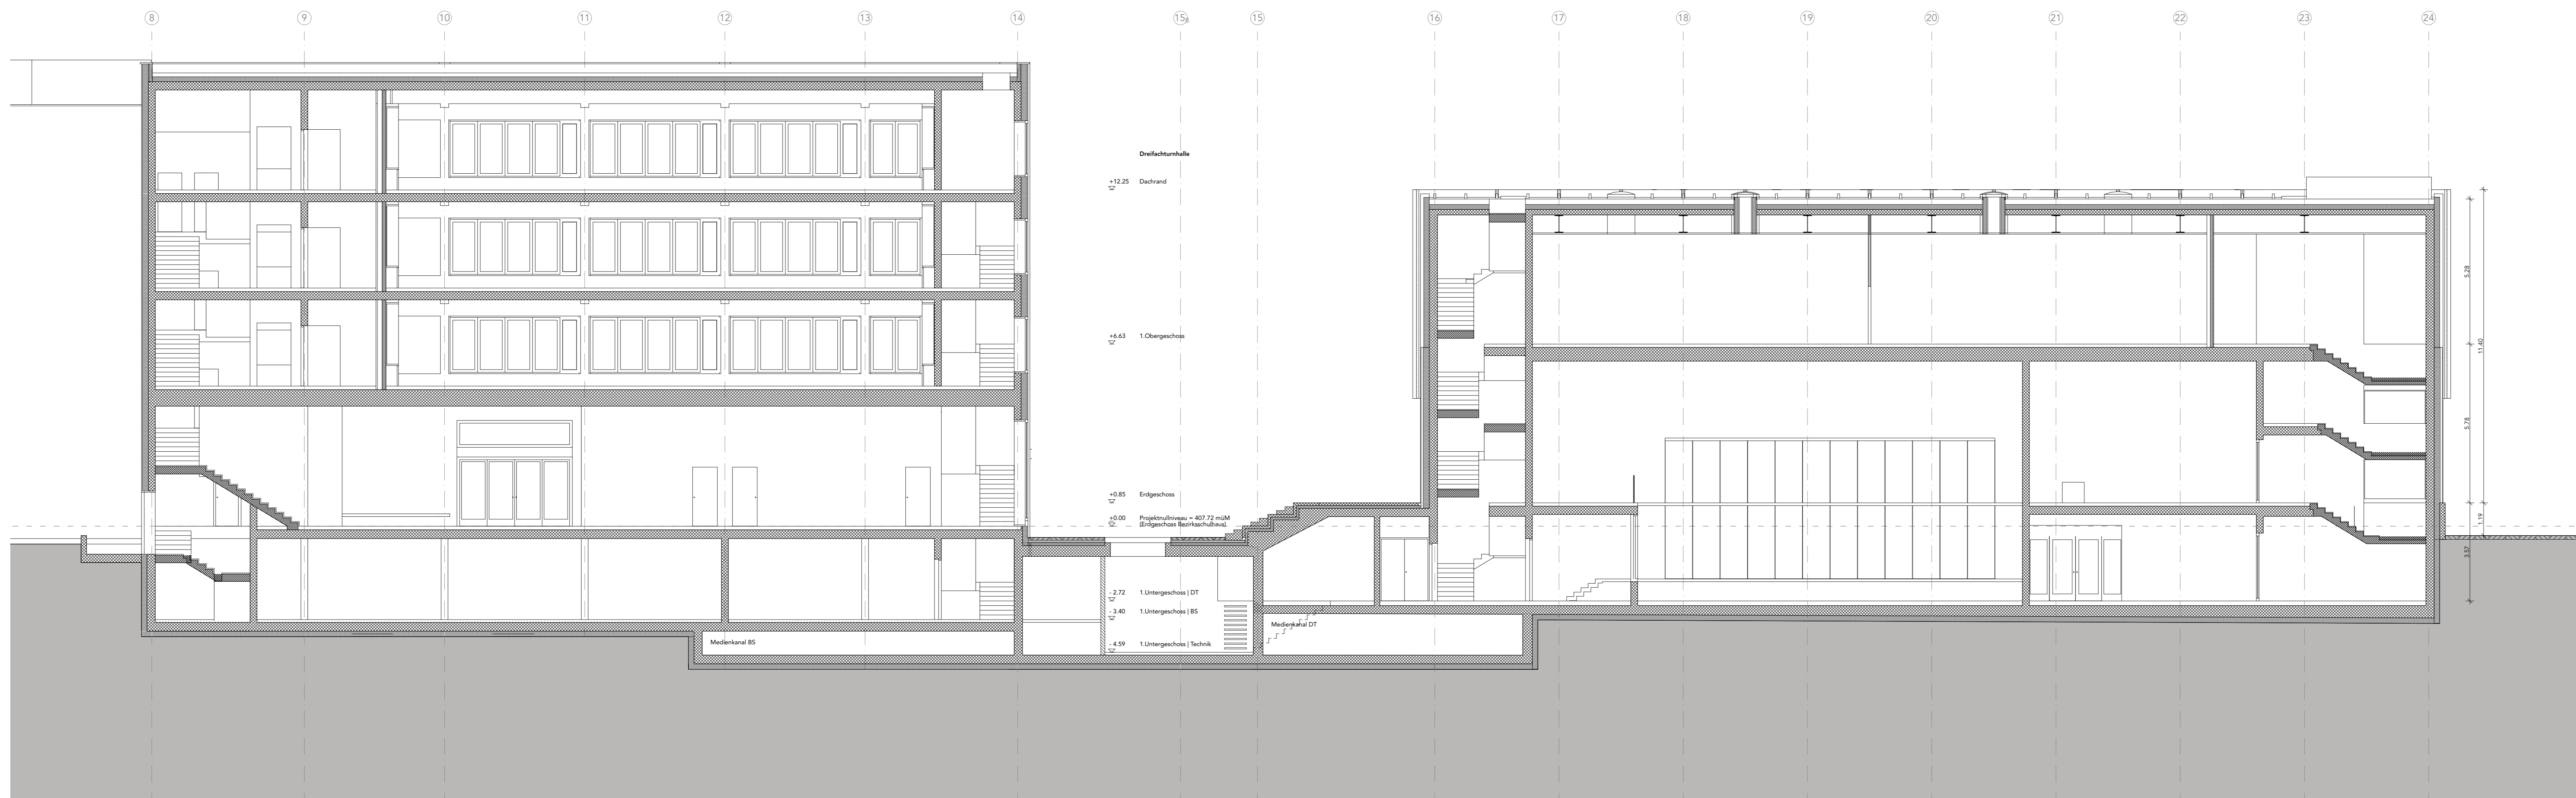 8 9 10 11 12 13 14 15a 15 16 17 18 19 20 21 22 23 24
Dreifachturnhalle
+12.25 Dachrand
+6.63 1.Obergeschoss
+0.85 Erdgeschoss
+0.00 Projektnullniveau = 407.72 müM
(Erdgeschoss Bezirksschulhaus)
- 2.72 1.Untergeschoss | DT
- 3.40 1.Untergeschoss | BS
- 4.59 1.Untergeschoss | Technik
Medienkanal BS
Medienkanal DT
5.28
11.40
5.78
1.19
3.57